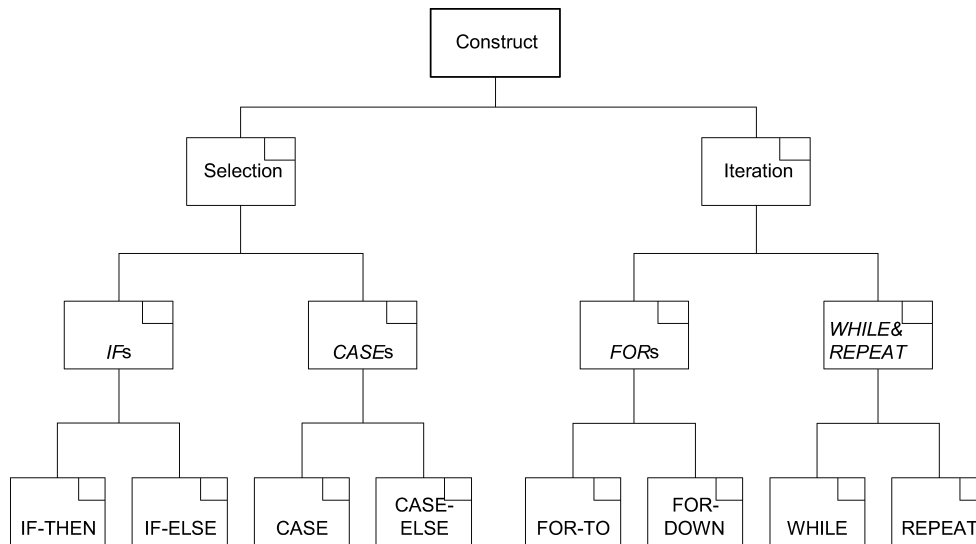 Construct
Selection
Iteration
IFs
CASEs
FORs
WHILE&
REPEAT
IF-THEN
IF-ELSE
CASE
CASE-
ELSE
FOR-TO
FOR-
DOWN
WHILE
REPEAT